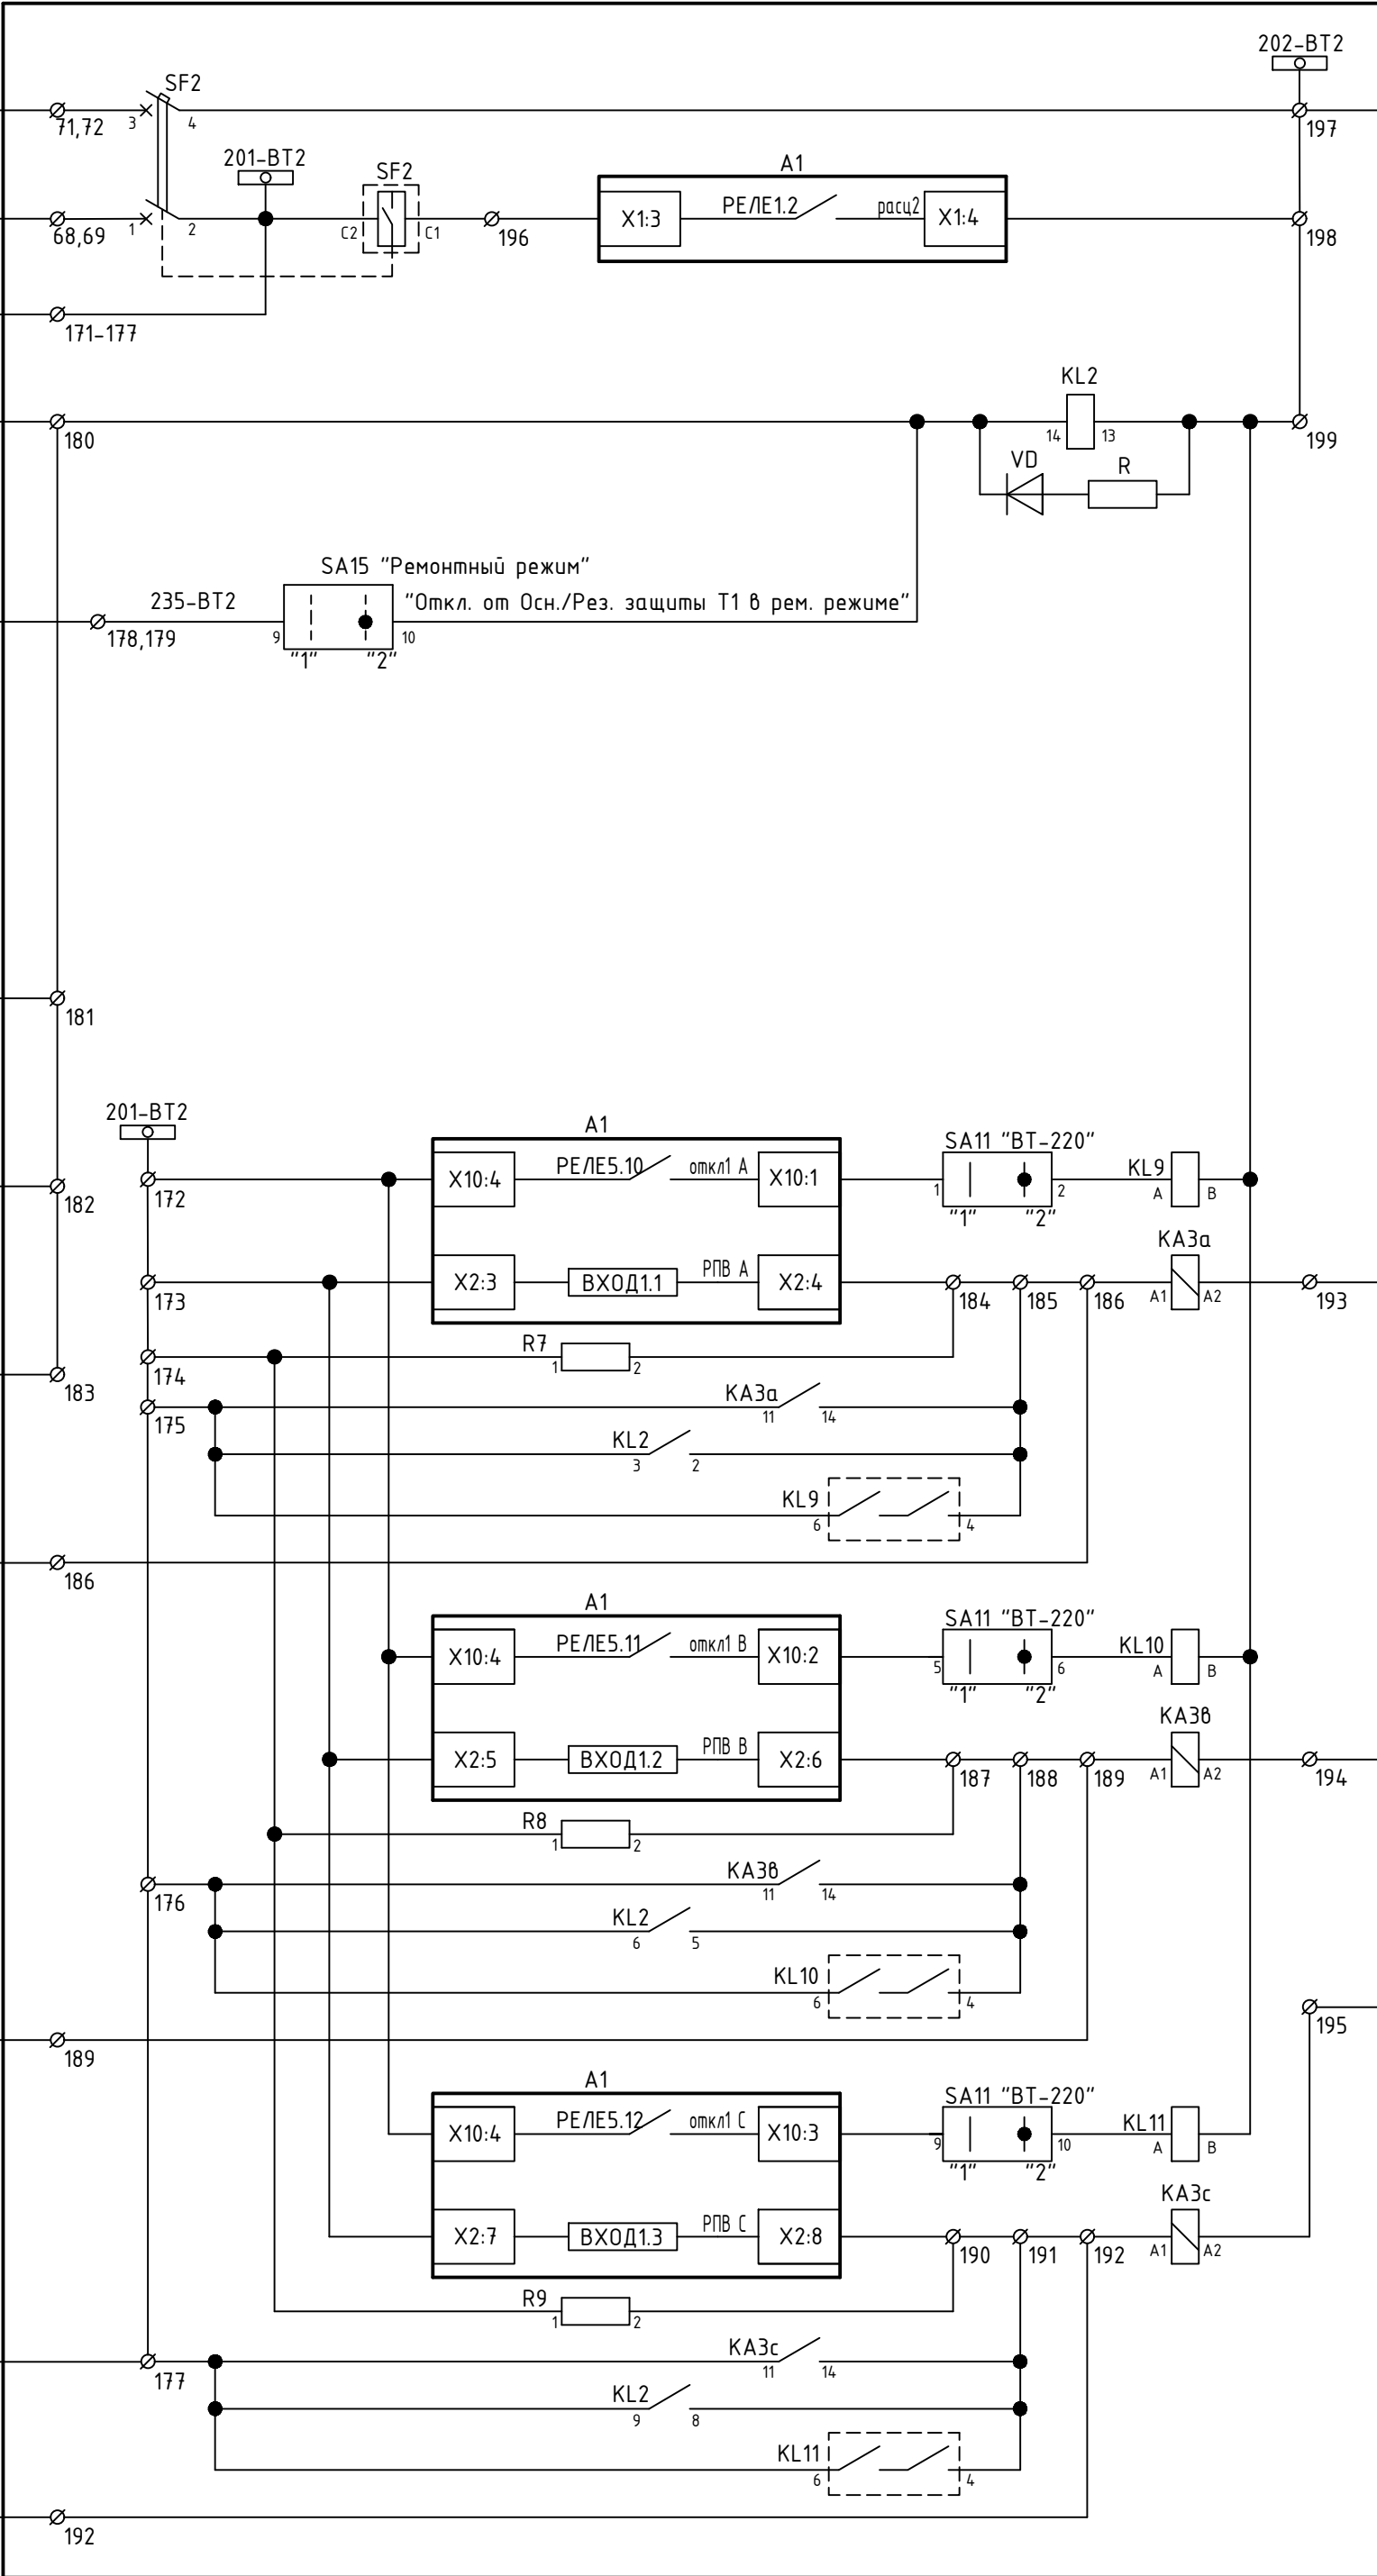 202-ВТ2
SF2
71,72
3
4
197
201-ВТ2
SF2
A1
X1:3
РЕЛЕ1.2
расц2
X1:4
68,69
1
2
C2
C1
196
198
171-177
KL2
180
14
13
199
VD
R
SA15 "Ремонтный режим"
235-ВТ2
"Откл. от Осн./Рез. защиты Т1 в рем. режиме"
178,179
9
10
"1"
"2"
181
201-ВТ2
A1
SA11 "ВТ-220"
182
172
X10:4
РЕЛЕ5.10
откл1 А
X10:1
1
2
"1"
"2"
KL9
A
B
KA3а
173
X2:3
ВХОД1.1
РПВ А
X2:4
184
185
186
A1
A2
193
R7
1
2
183
174
KA3а
175
11
14
KL2
3
2
KL9
6
4
186
A1
SA11 "ВТ-220"
X10:4
РЕЛЕ5.11
откл1 В
X10:2
5
6
"1"
"2"
KL10
A
B
KA3в
X2:5
ВХОД1.2
РПВ В
X2:6
187
188
189
A1
A2
194
R8
1
2
KA3в
176
11
14
KL2
6
5
KL10
6
4
195
189
A1
SA11 "ВТ-220"
X10:4
РЕЛЕ5.12
откл1 С
X10:3
9
10
"1"
"2"
KL11
A
B
KA3с
X2:7
ВХОД1.3
РПВ С
X2:8
190
191
192
A1
A2
R9
1
2
KA3с
177
11
14
KL2
9
8
KL11
6
4
192